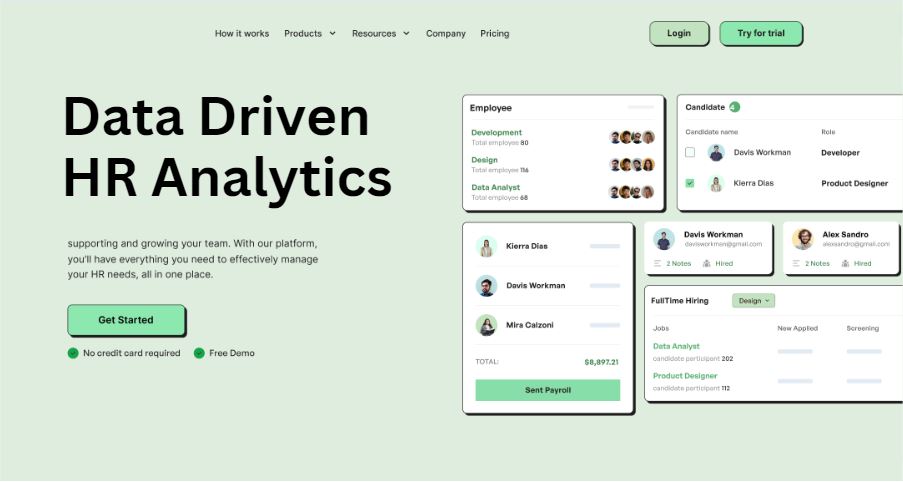 How it works Products Resources Company Pricing Login Try for trial
Data Driven
HR Analytics
supporting and growing your team. With our platform,
you'll have everything you need to effectively manage
your HR needs, all in one place.
Get Started
No credit card required Free Demo
Employee
Development
Total employee 80
Design
Total employee 116
Data Analyst
Total employee 68
Candidate 4
Candidate name Role
Davis Workman Developer
Kierra Dias Product Designer
Kierra Dias
Davis Workman
Mira Calzoni
TOTAL: $8,897.21
Sent Payroll
Davis Workman
davisworkman@gmail.com
2 Notes Hired
Alex Sandro
alexsandro@gmail.com
2 Notes Hired
FullTime Hiring Design
Jobs New Applied Screening
Data Analyst
candidate participant 202
Product Designer
candidate participant 112